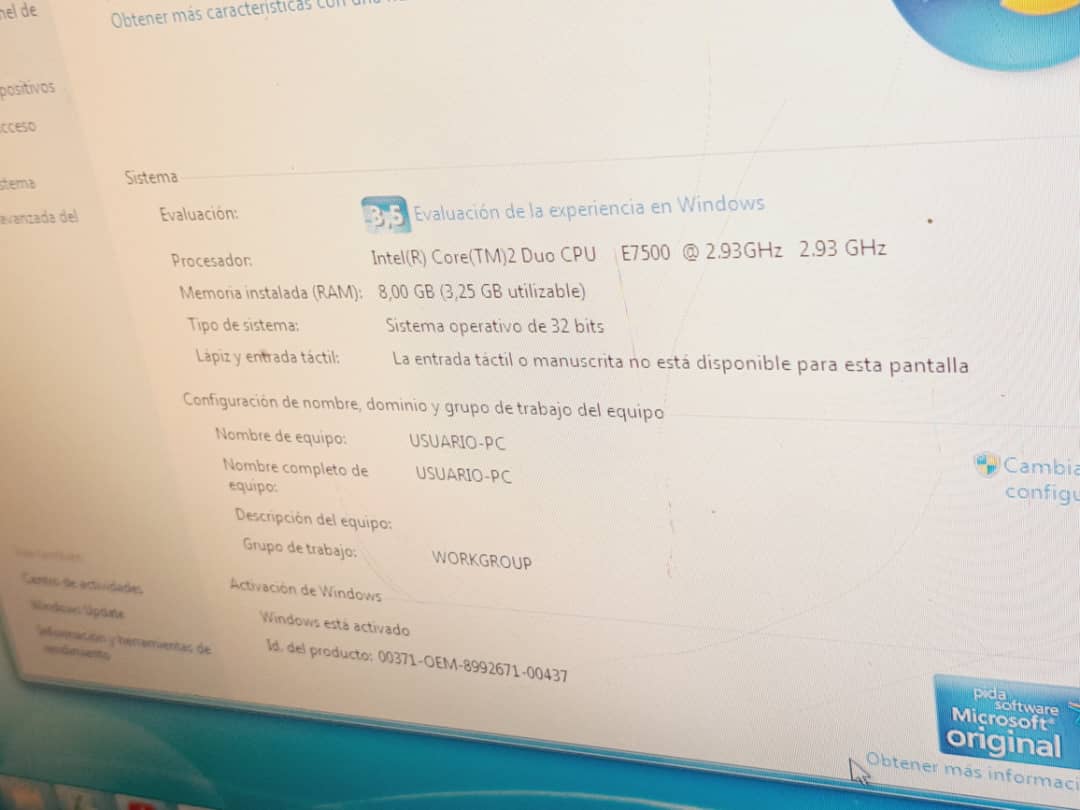 nel de
Obtener más características con una
positivos
cceso
stema
avanzada del
Sistema
Evaluación:
3,5 Evaluación de la experiencia en Windows
Procesador:
Intel(R) Core(TM)2 Duo CPU E7500 @ 2.93GHz 2.93 GHz
Memoria instalada (RAM):
8,00 GB (3,25 GB utilizable)
Tipo de sistema:
Sistema operativo de 32 bits
Lápiz y entrada táctil:
La entrada táctil o manuscrita no está disponible para esta pantalla
Configuración de nombre, dominio y grupo de trabajo del equipo
Nombre de equipo:
USUARIO-PC
Cambia
configu
Nombre completo de
equipo:
USUARIO-PC
Descripción del equipo:
Grupo de trabajo:
WORKGROUP
Activación de Windows
Windows está activado
Id. del producto: 00371-OEM-8992671-00437
Centro de actividades
Windows Update
Información y herramientas de
rendimiento
pida
software
Microsoft®
original
Obtener más informaci